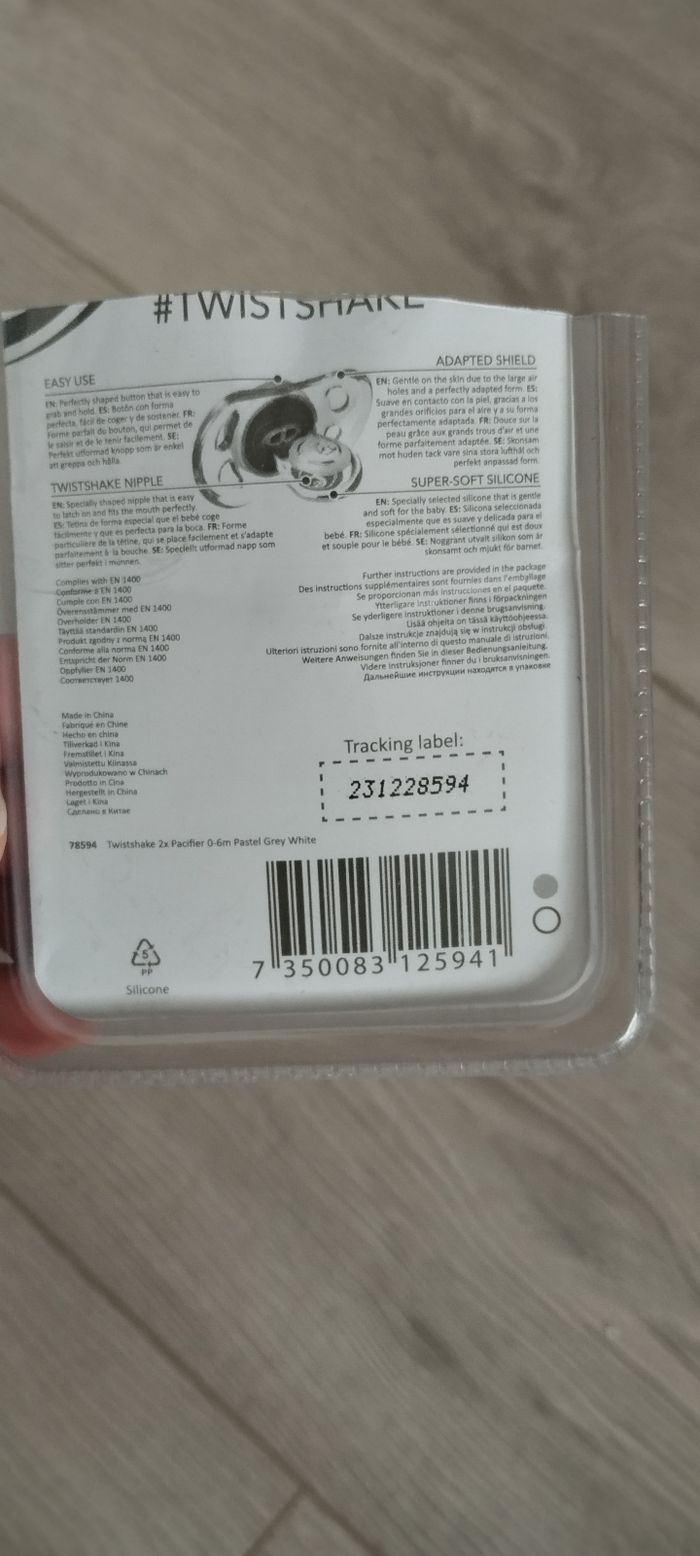 #TWISTSHAKE
EASY USE
EN: Perfectly shaped button that is easy to
grab and hold. ES: Botón con forma
perfecta, fácil de coger y de sostener. FR:
Forme parfait du bouton, qui permet de
le saisir et de le tenir facilement. SE:
Perfekt utformad knopp som är enkel
att greppa och hålla.
ADAPTED SHIELD
EN: Gentle on the skin due to the large air
holes and a perfectly adapted form. ES:
Suave en contacto con la piel, gracias a los
grandes orificios para el aire y a su forma
perfectamente adaptada. FR: Douce sur la
peau grâce aux grands trous d'air et une
forme parfaitement adaptée. SE: Skonsam
mot huden tack vare sina stora lufthål och
perfekt anpassad form.
TWISTSHAKE NIPPLE
EN: Specially shaped nipple that is easy
to latch on and fits the mouth perfectly.
ES: Tetina de forma especial que el bebé coge
fácilmente y que es perfecta para la boca. FR: Forme
particulière de la tétine, qui se place facilement et s'adapte
parfaitement à la bouche. SE: Speciellt utformad napp som
sitter perfekt i munnen.
SUPER-SOFT SILICONE
EN: Specially selected silicone that is gentle
and soft for the baby. ES: Silicona seleccionada
especialmente que es suave y delicada para el
bebé. FR: Silicone spécialement sélectionné qui est doux
et souple pour le bébé. SE: Noggrant utvalt silikon som är
skonsamt och mjukt för barnet.
Complies with EN 1400
Conforme à EN 1400
Cumple con EN 1400
Överensstämmer med EN 1400
Overholder EN 1400
Täyttää standardin EN 1400
Produkt zgodny z normą EN 1400
Conforme alla norma EN 1400
Entspricht der Norm EN 1400
Oppfyller EN 1400
Соответствует 1400
Further instructions are provided in the package
Des instructions supplémentaires sont fournies dans l'emballage
Se proporcionan más instrucciones en el paquete.
Ytterligare instruktioner finns i förpackningen
Se yderligere instruktioner i denne brugsanvisning.
Lisää ohjeita on tässä käyttöohjeessa.
Dalsze instrukcje znajdują się w instrukcji obsługi.
Ulteriori istruzioni sono fornite all'interno di questo manuale di istruzioni.
Weitere Anweisungen finden Sie in dieser Bedienungsanleitung.
Videre instruksjoner finner du i bruksanvisningen.
Дальнейшие инструкции находятся в упаковке
Made in China
Fabriqué en Chine
Hecho en china
Tillverkad i Kina
Fremstillet i Kina
Valmistettu Kiinassa
Wyprodukowano w Chinach
Prodotto in Cina
Hergestellt in China
Laget i Kina
Сделано в Китае
Tracking label:
231228594
78594 Twistshake 2x Pacifier 0-6m Pastel Grey White
5
PP
Silicone
7 350083 125941